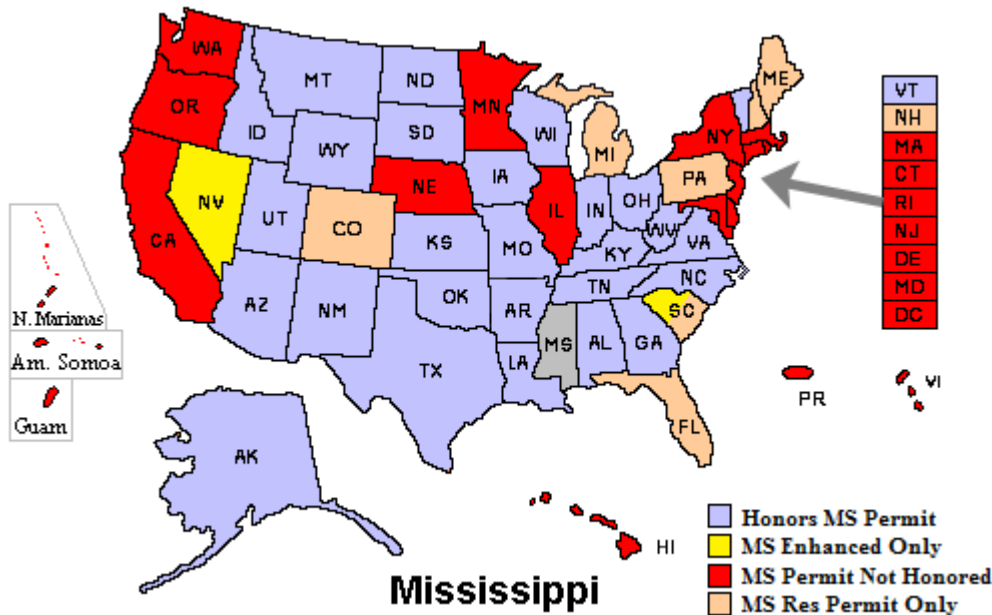 WA
MT
ND
MN
ME
VT
OR
ID
SD
WI
NY
NH
WY
MI
MA
NV
NE
IA
PA
CT
UT
CO
IL
IN
OH
RI
CA
KS
MO
WV
VA
NJ
KY
DE
AZ
NM
OK
TN
NC
MD
AR
SC
DC
N. Marianas
MS
AL
GA
Am. Somoa
TX
LA
PR
VI
Guam
FL
AK
HI
Honors MS Permit
MS Enhanced Only
MS Permit Not Honored
MS Res Permit Only
Mississippi